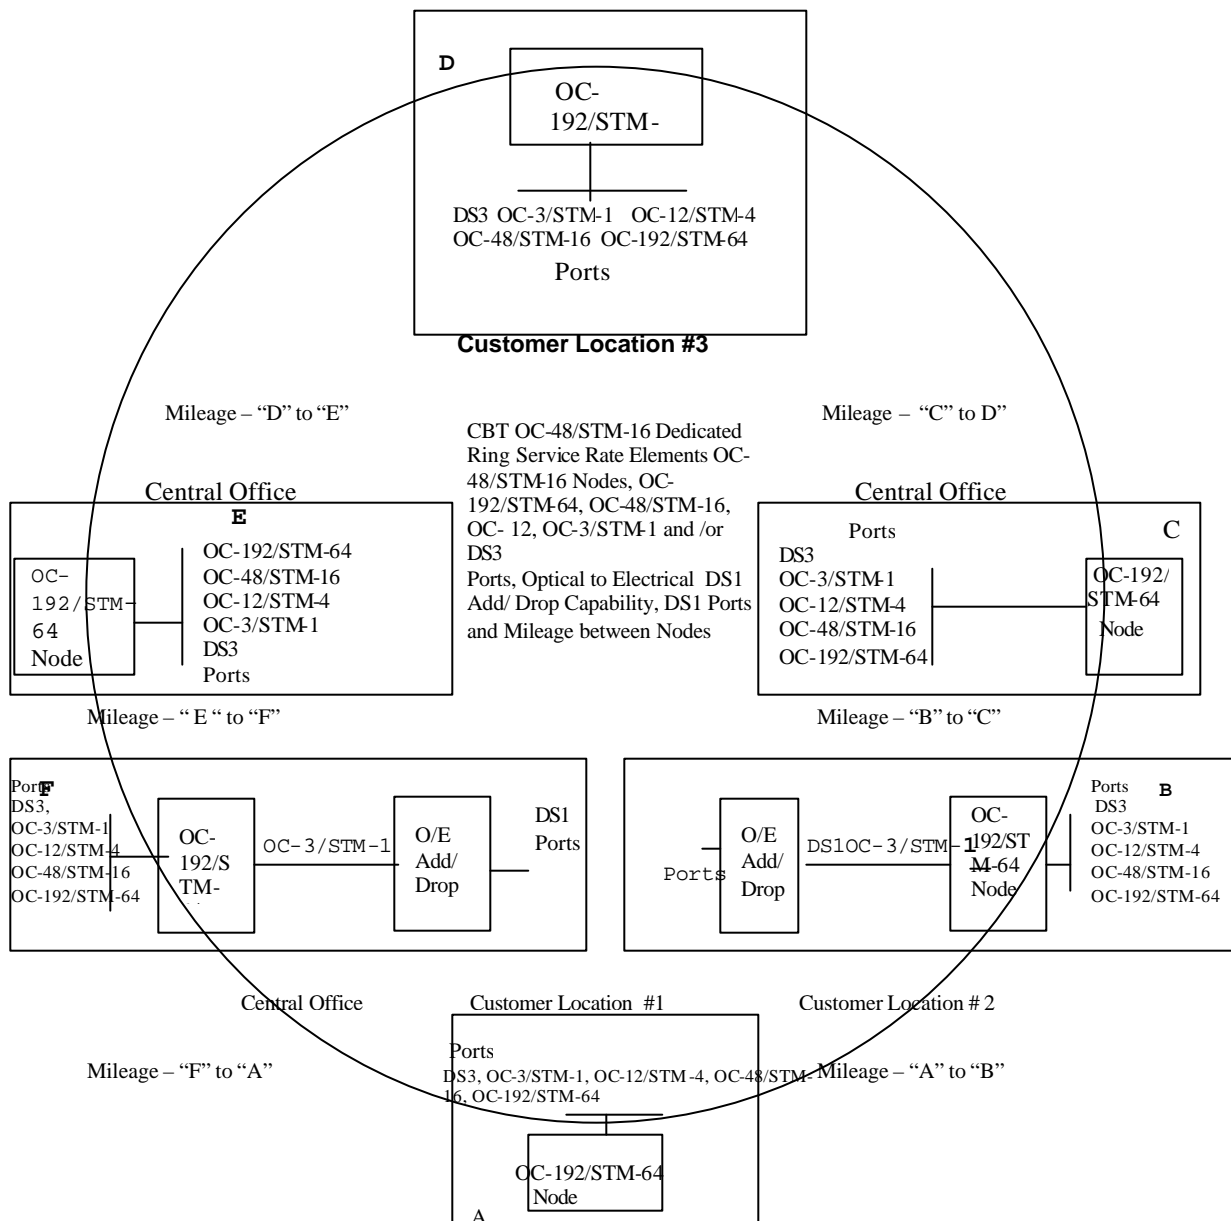 D
OC-
192/STM-
DS3 OC-3/STM-1 OC-12/STM-4
OC-48/STM-16 OC-192/STM-64
Ports
Customer Location #3
Mileage – “D” to “E”
Mileage – “C” to D”
CBT OC-48/STM-16 Dedicated
Ring Service Rate Elements OC-
48/STM-16 Nodes, OC-
192/STM-64, OC-48/STM-16,
OC- 12, OC-3/STM-1 and /or
DS3
Ports, Optical to Electrical DS1
Add/ Drop Capability, DS1 Ports
and Mileage between Nodes
Central Office
E
OC-
192/STM-
64
Node
OC-192/STM-64
OC-48/STM-16
OC-12/STM-4
OC-3/STM-1
DS3
Ports
Central Office
Ports
C
DS3
OC-3/STM-1
OC-12/STM-4
OC-48/STM-16
OC-192/STM-64
OC-192/
STM-64
Node
Mileage – “ E “ to “F”
Mileage – “B” to “C”
Ports
F
DS3,
OC-3/STM-1
OC-12/STM-4
OC-48/STM-16
OC-192/STM-64
OC-
192/S
TM-
OC-3/STM-1
O/E
Add/
Drop
DS1
Ports
Ports
O/E
Add/
Drop
DS1OC-3/STM-1
OC-
192/ST
M-64
Node
Ports
B
DS3
OC-3/STM-1
OC-12/STM-4
OC-48/STM-16
OC-192/STM-64
Central Office
Customer Location #1
Customer Location # 2
Mileage – “F” to “A”
Mileage – “A” to “B”
Ports
DS3, OC-3/STM-1, OC-12/STM-4, OC-48/STM-
16, OC-192/STM-64
OC-192/STM-64
Node
A